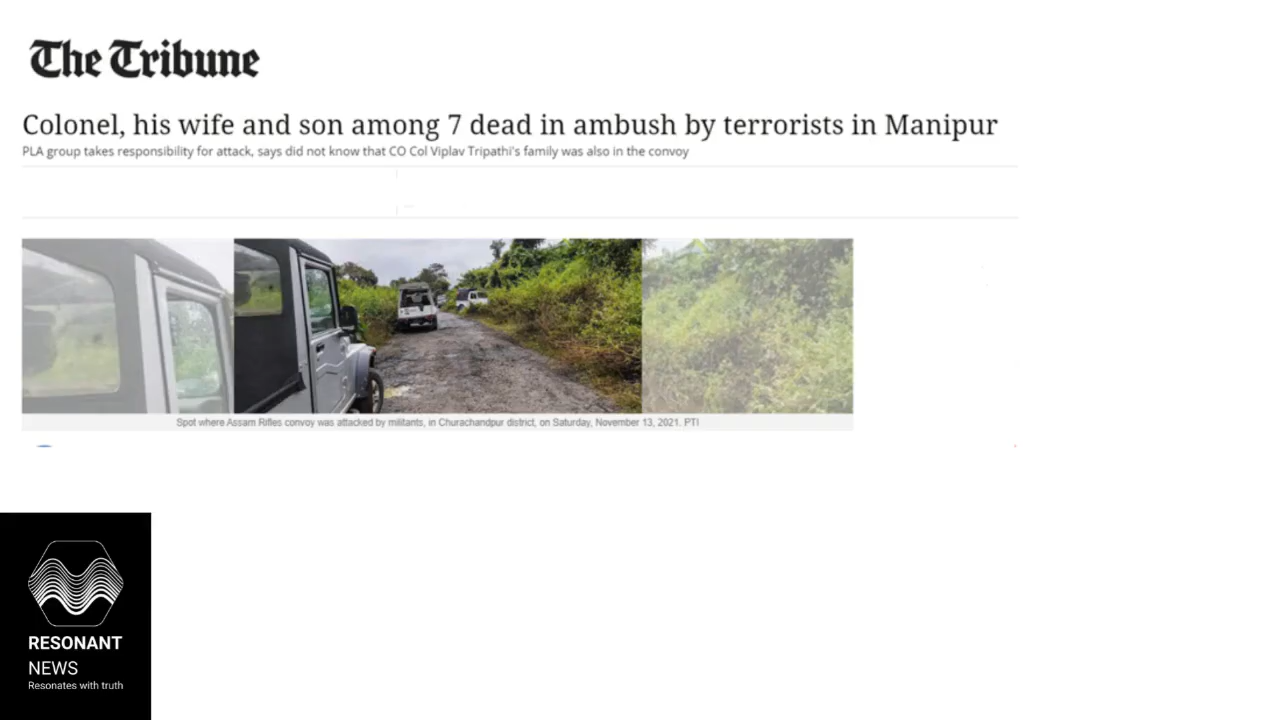 The Tribune
Colonel, his wife and son among 7 dead in ambush by terrorists in Manipur
PLA group takes responsibility for attack, says did not know that CO Col Viplav Tripathi's family was also in the convoy
Spot where Assam Rifles convoy was attacked by militants, in Churachandpur district, on Saturday, November 13, 2021. PTI
RESONANT
NEWS
Resonates with truth